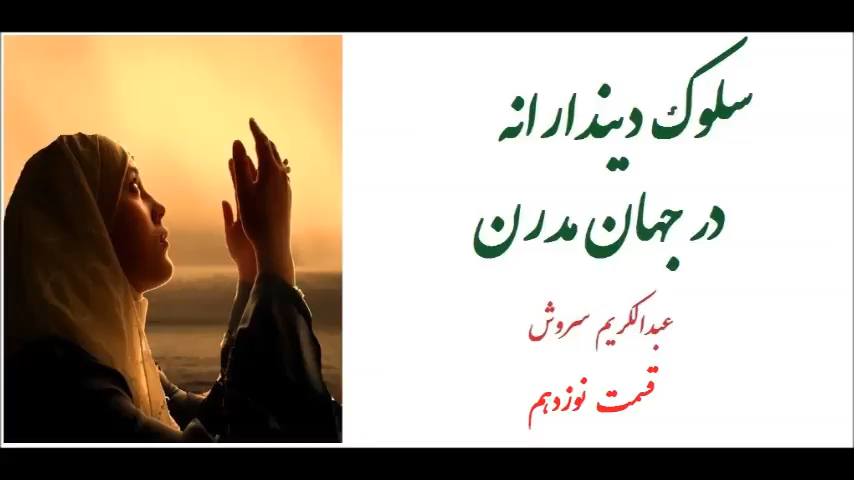 سلوک دیندارانه
در جهان مدرن
عبدالکریم سروش
قسمت نوزدهم